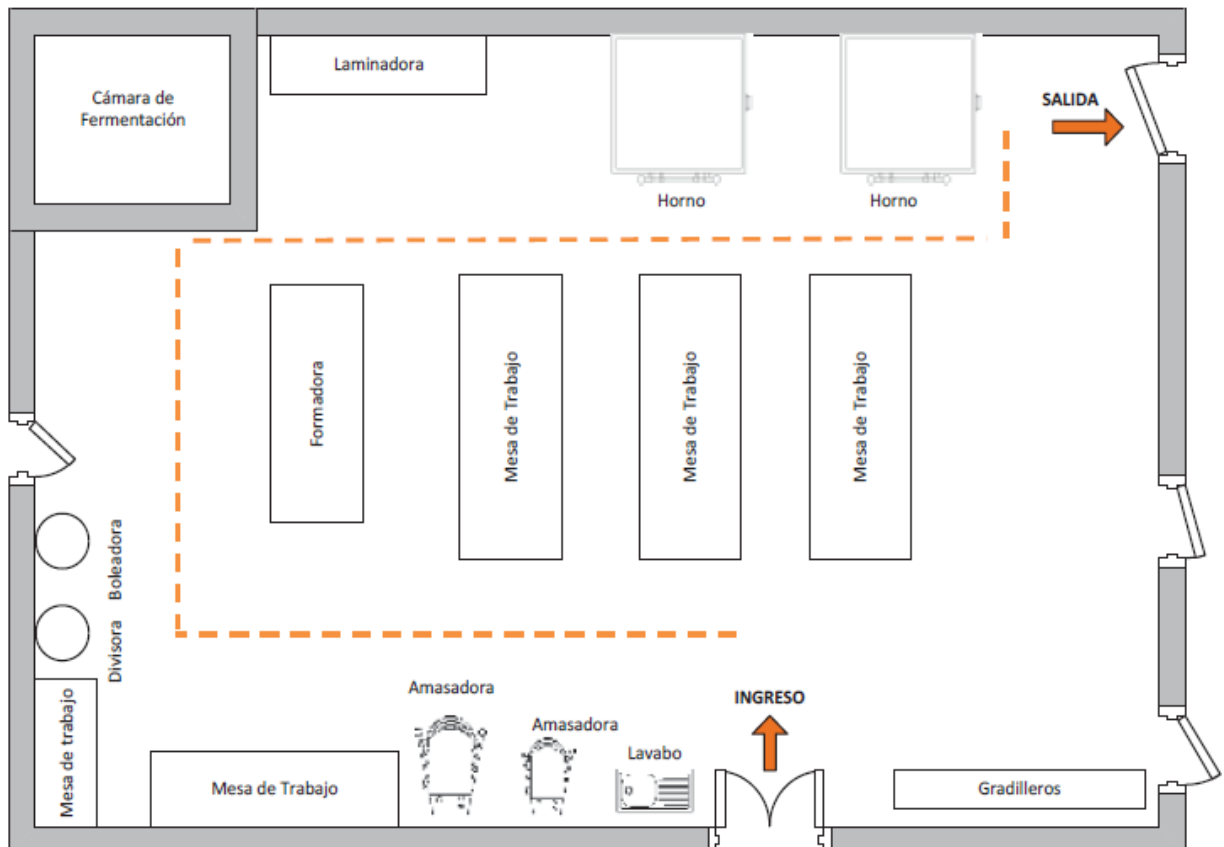 Laminadora
Cámara de
Fermentación
SALIDA
Horno
Horno
Formadora
Mesa de Trabajo
Mesa de Trabajo
Mesa de Trabajo
Boleadora
Divisora
Amasadora
INGRESO
Amasadora
Mesa de trabajo
Lavabo
Mesa de Trabajo
Gradilleros